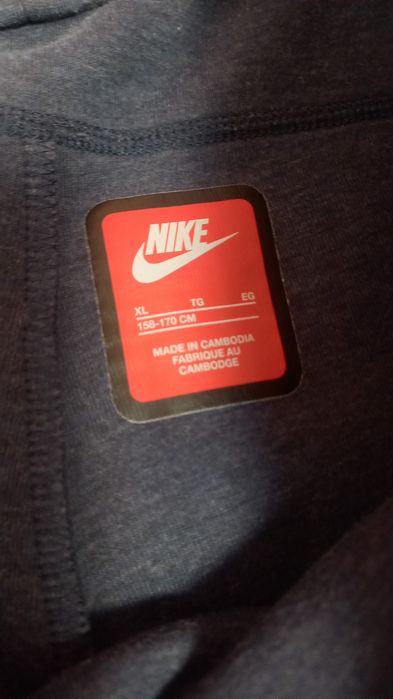 NIKE
XL TG EG
158-170 CM
MADE IN CAMBODIA
FABRIQUE AU
CAMBODGE